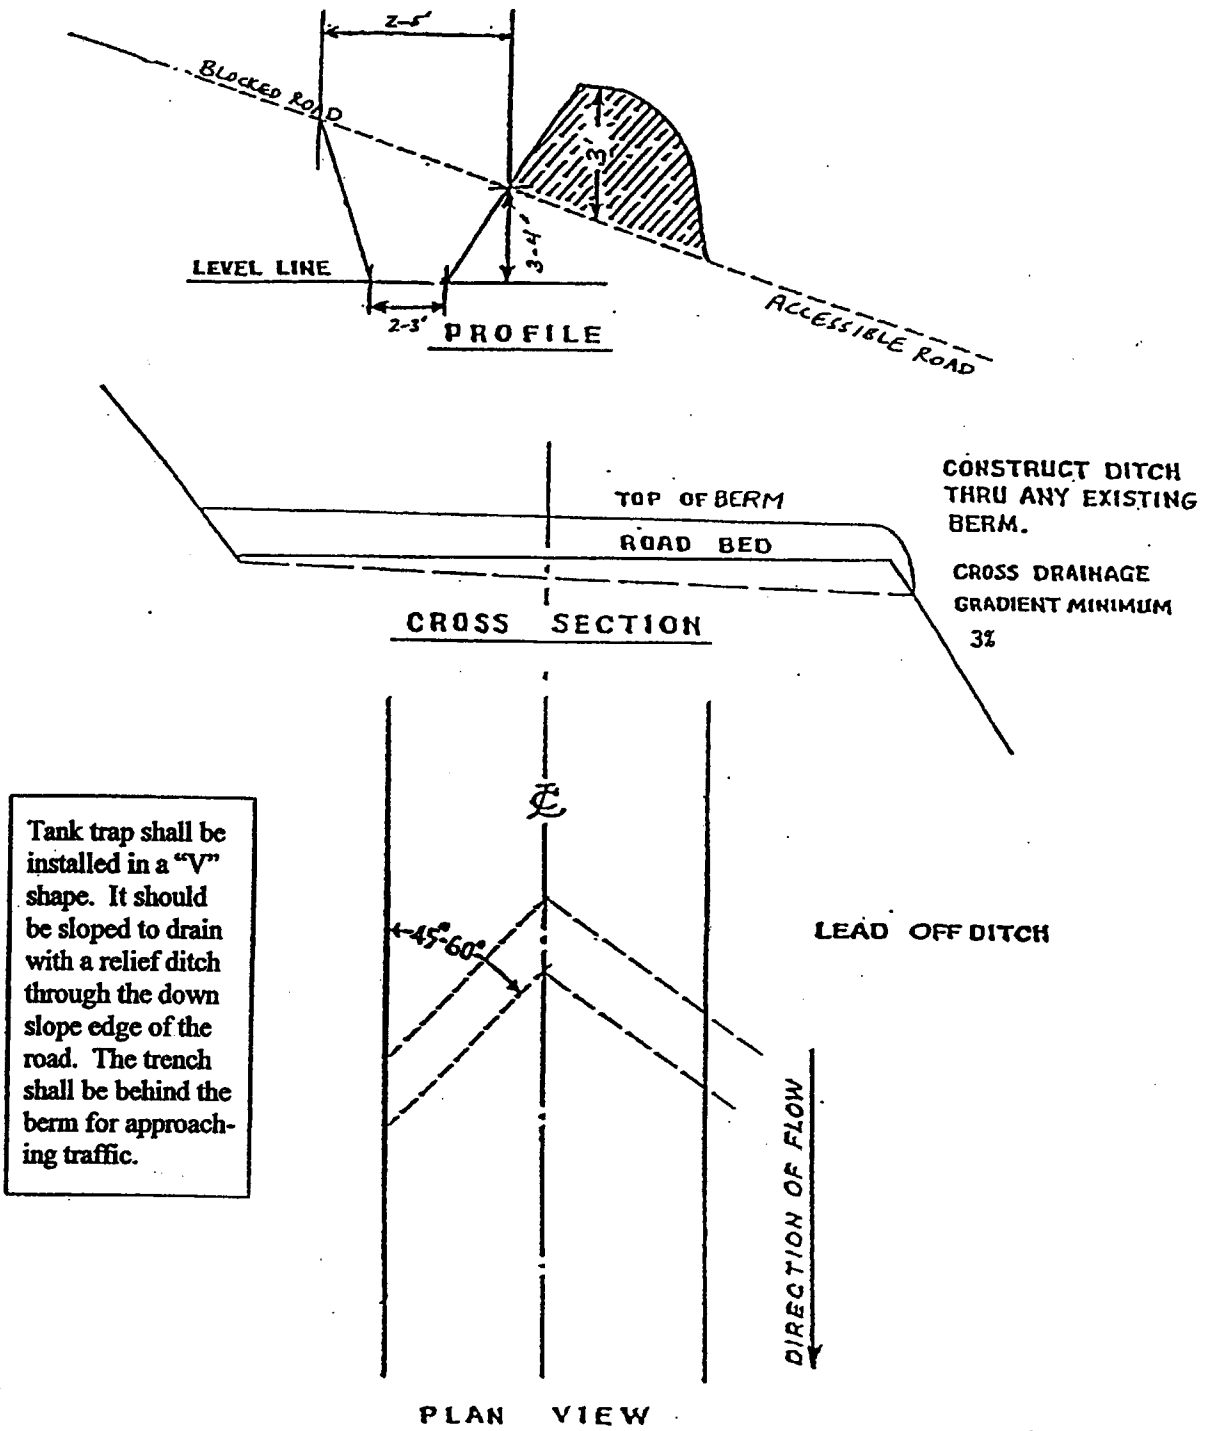 2-5'
BLOCKED ROAD
3'
3-4'
LEVEL LINE
2-3'
PROFILE
ACCESSIBLE ROAD
TOP OF BERM
ROAD BED
CONSTRUCT DITCH
THRU ANY EXISTING
BERM.
CROSS DRAINAGE
GRADIENT MINIMUM
3%
CROSS SECTION
℄
Tank trap shall be
installed in a “V”
shape. It should
be sloped to drain
with a relief ditch
through the down
slope edge of the
road. The trench
shall be behind the
berm for approach-
ing traffic.
45°-60°
LEAD OFF DITCH
DIRECTION OF FLOW
PLAN VIEW